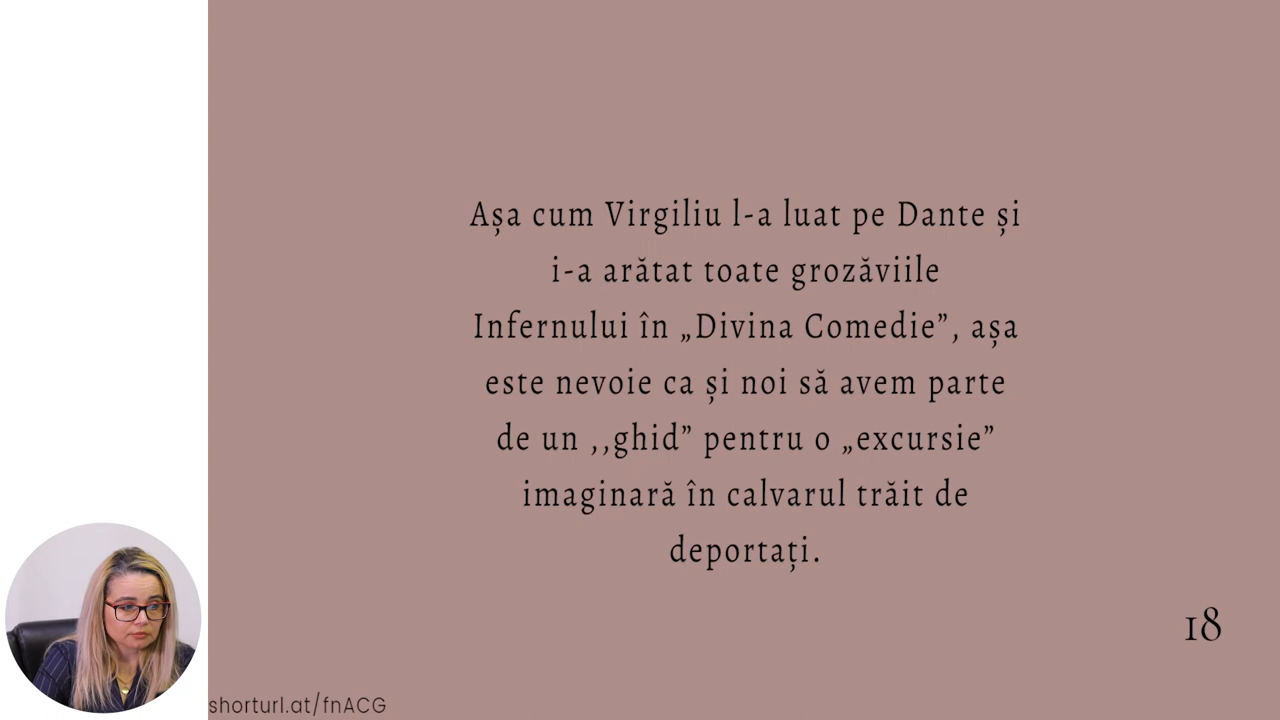 Așa cum Virgiliu l-a luat pe Dante și
i-a arătat toate grozăviile
Infernului în „Divina Comedie”, așa
este nevoie ca și noi să avem parte
de un ,,ghid” pentru o „excursie”
imaginară în calvarul trăit de
deportați.
18
shorturl.at/fnACG